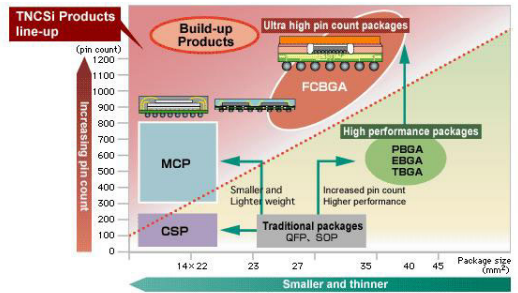 TNCSi Products
line-up
(pin count)
Build-up
Products
Ultra high pin count packages
FCBGA
High performance packages
PBGA
EBGA
TBGA
MCP
CSP
Smaller and
Lighter weight
Increased pin count
Higher performance
Traditional packages
QFP、SOP
Increasing pin count
1200
1100
1000
900
800
700
600
500
400
300
200
100
0
14×22
23
27
35
40
45
Package size
(mm²)
Smaller and thinner